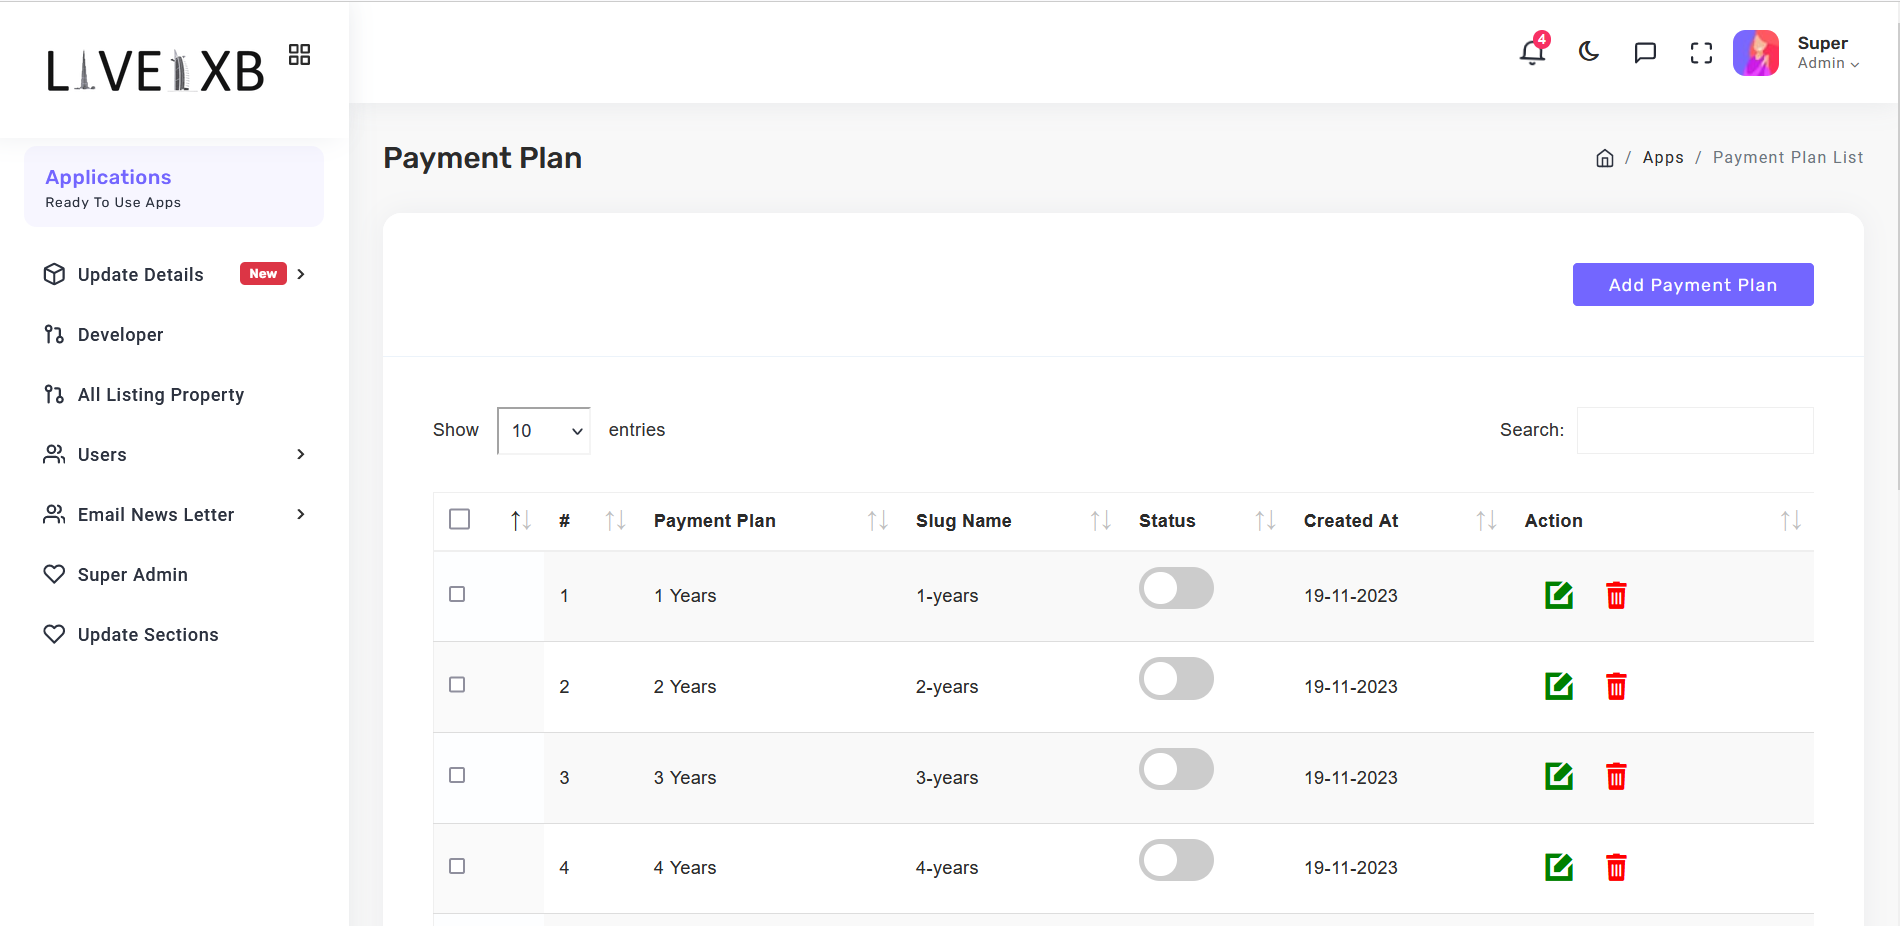 LIVE DXB
4
Super
Admin
Payment Plan
/ Apps / Payment Plan List
Applications
Ready To Use Apps
Update Details New
Developer
All Listing Property
Users
Email News Letter
Super Admin
Update Sections
Add Payment Plan
Show 10 entries
Search:
# Payment Plan Slug Name Status Created At Action
1 1 Years 1-years 19-11-2023
2 2 Years 2-years 19-11-2023
3 3 Years 3-years 19-11-2023
4 4 Years 4-years 19-11-2023